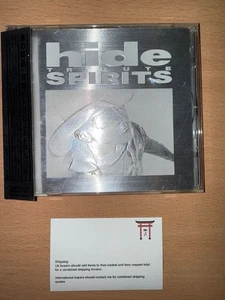 hide
TRIBUTE
SPIRITS
Shipping
UK buyers should add items to their basket and then request total
for a combined shipping invoice.
International buyers should contact me for combined shipping
quotes